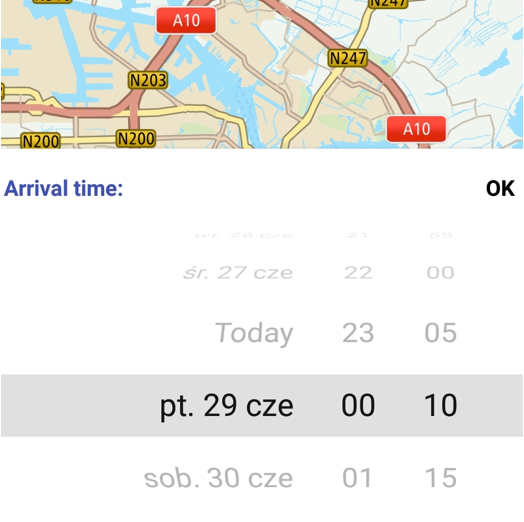 N247
A10
N247
N203
A10
N200
N200
Arrival time: OK
wt. 26 cze 21 55
śr. 27 cze 22 00
Today 23 05
pt. 29 cze 00 10
sob. 30 cze 01 15